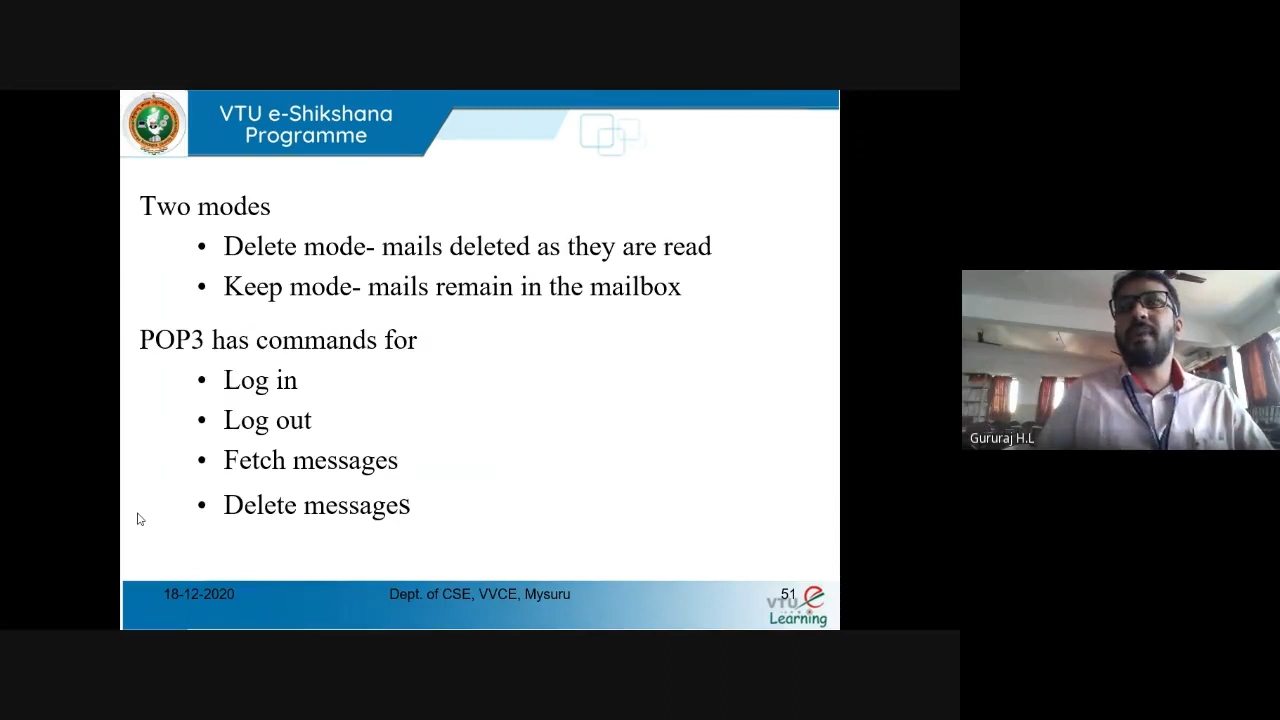 VTU e-Shikshana
Programme
Two modes
• Delete mode- mails deleted as they are read
• Keep mode- mails remain in the mailbox
POP3 has commands for
• Log in
• Log out
• Fetch messages
• Delete messages
Gururaj H.L
18-12-2020 Dept. of CSE, VVCE, Mysuru 51
VTU e
Learning